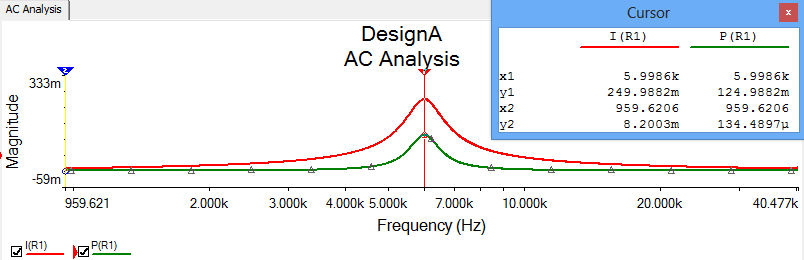 AC Analysis
Cursor
I(R1) P(R1)
x1 5.9986k 5.9986k
y1 249.9882m 124.9882m
x2 959.6206 959.6206
y2 8.2003m 134.4897µ
DesignA
AC Analysis
333m
Magnitude
-59m
959.621 2.000k 3.000k 4.000k 5.000k 7.000k 10.000k 20.000k 40.477k
Frequency (Hz)
I(R1) P(R1)